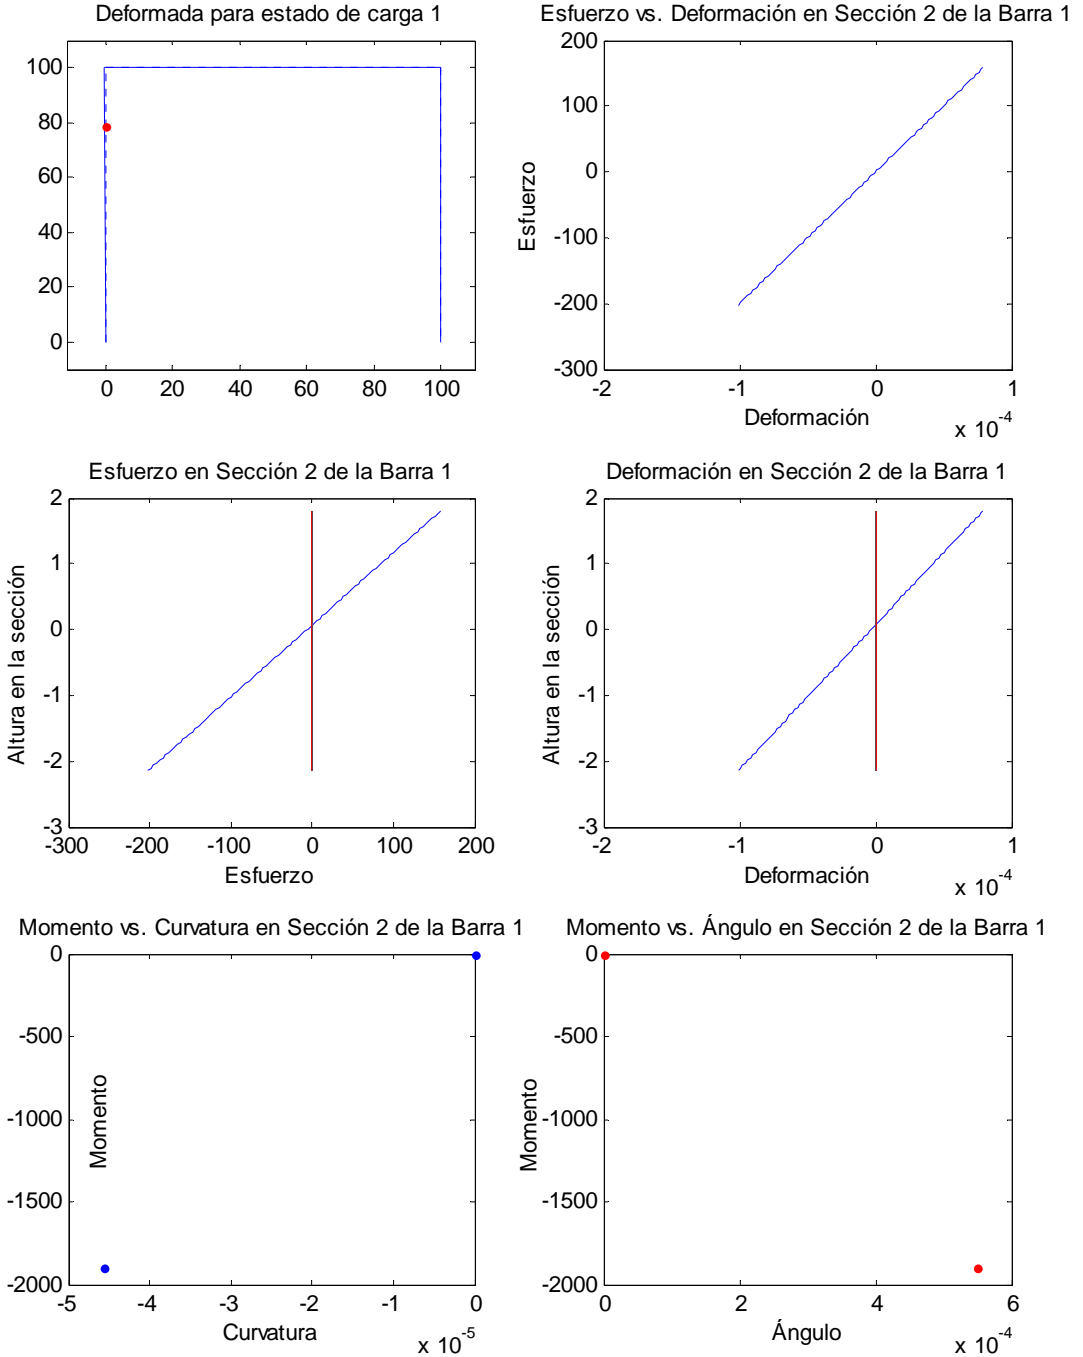 Deformada para estado de carga 1
100
80
60
40
20
0
0 20 40 60 80 100
Esfuerzo vs. Deformación en Sección 2 de la Barra 1
200
100
0
-100
-200
-300
Esfuerzo
-2 -1 0 1
Deformación
x 10^-4
Esfuerzo en Sección 2 de la Barra 1
2
1
0
-1
-2
-3
Altura en la sección
-300 -200 -100 0 100 200
Esfuerzo
Deformación en Sección 2 de la Barra 1
2
1
0
-1
-2
-3
Altura en la sección
-2 -1 0 1
Deformación
x 10^-4
Momento vs. Curvatura en Sección 2 de la Barra 1
0
-500
-1000
-1500
-2000
Momento
-5 -4 -3 -2 -1 0
Curvatura
x 10^-5
Momento vs. Ángulo en Sección 2 de la Barra 1
0
-500
-1000
-1500
-2000
Momento
0 2 4 6
Ángulo
x 10^-4